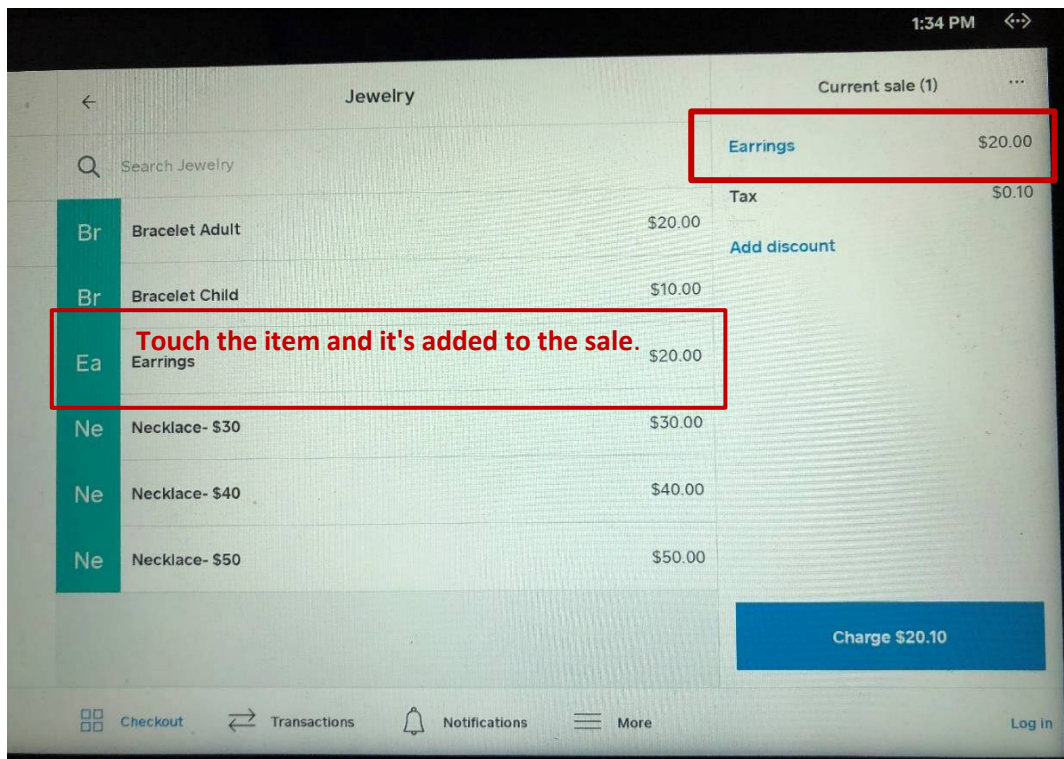 1:34 PM
Jewelry
Current sale (1)
Search Jewelry
Earrings $20.00
Tax $0.10
Add discount
Br Bracelet Adult $20.00
Br Bracelet Child $10.00
Touch the item and it's added to the sale.
Ea Earrings $20.00
Ne Necklace- $30 $30.00
Ne Necklace- $40 $40.00
Ne Necklace- $50 $50.00
Charge $20.10
Checkout Transactions Notifications More Log in